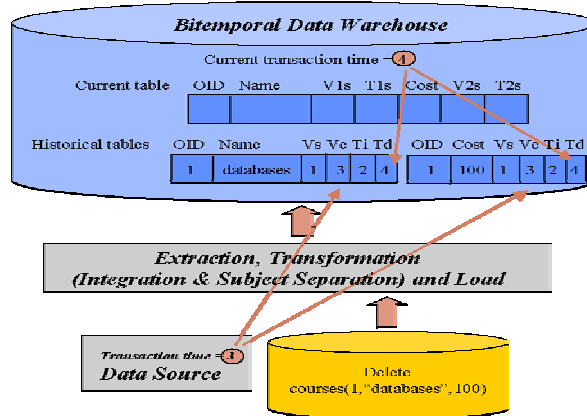 Bitemporal Data Warehouse
Current transaction time = 4
Current table OID Name V1s T1s Cost V2s T2s
Historical tables OID Name Vs Ve Ti Td OID Cost Vs Ve Ti Td
1 databases 1 3 2 4 1 100 1 3 2 4
Extraction, Transformation
(Integration & Subject Separation) and Load
Transaction time = 3
Data Source
Delete
courses(1,“databases”,100)